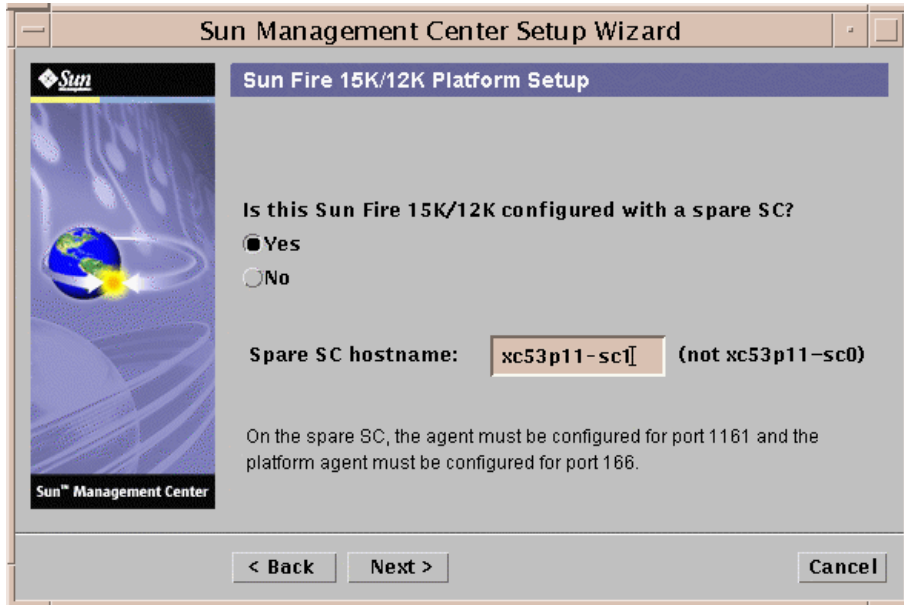 Sun Management Center Setup Wizard
Sun
Sun Fire 15K/12K Platform Setup
Is this Sun Fire 15K/12K configured with a spare SC?
Yes
No
Spare SC hostname: xc53p11-sc1 (not xc53p11-sc0)
On the spare SC, the agent must be configured for port 1161 and the
platform agent must be configured for port 166.
Sun™ Management Center
< Back Next > Cancel